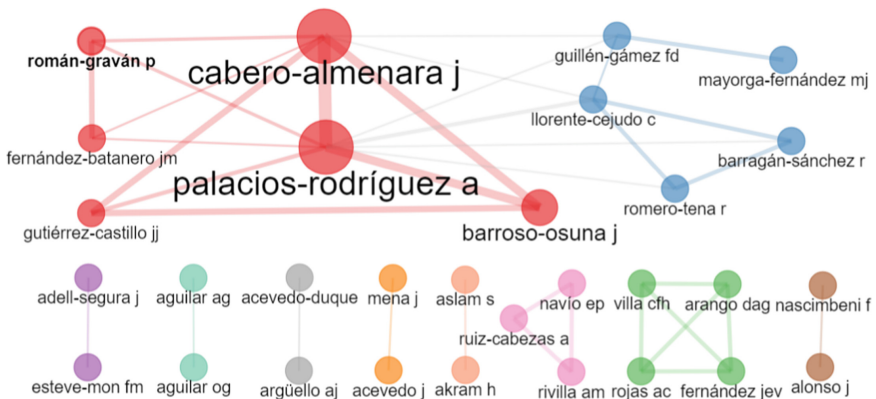 román-graván p
cabero-almenara j
guillén-gámez fd
mayorga-fernández mj
llorente-cejudo c
fernández-batanero jm
barragán-sánchez r
palacios-rodríguez a
romero-tena r
gutiérrez-castillo jj
barroso-osuna j
adell-segura j
aguilar ag
acevedo-duque
mena j
aslam s
navío ep
villa cfh
arango dag
nascimbeni f
ruiz-cabezas a
esteve-mon fm
aguilar og
argüello aj
acevedo j
akram h
rivilla am
rojas ac
fernández jev
alonso j